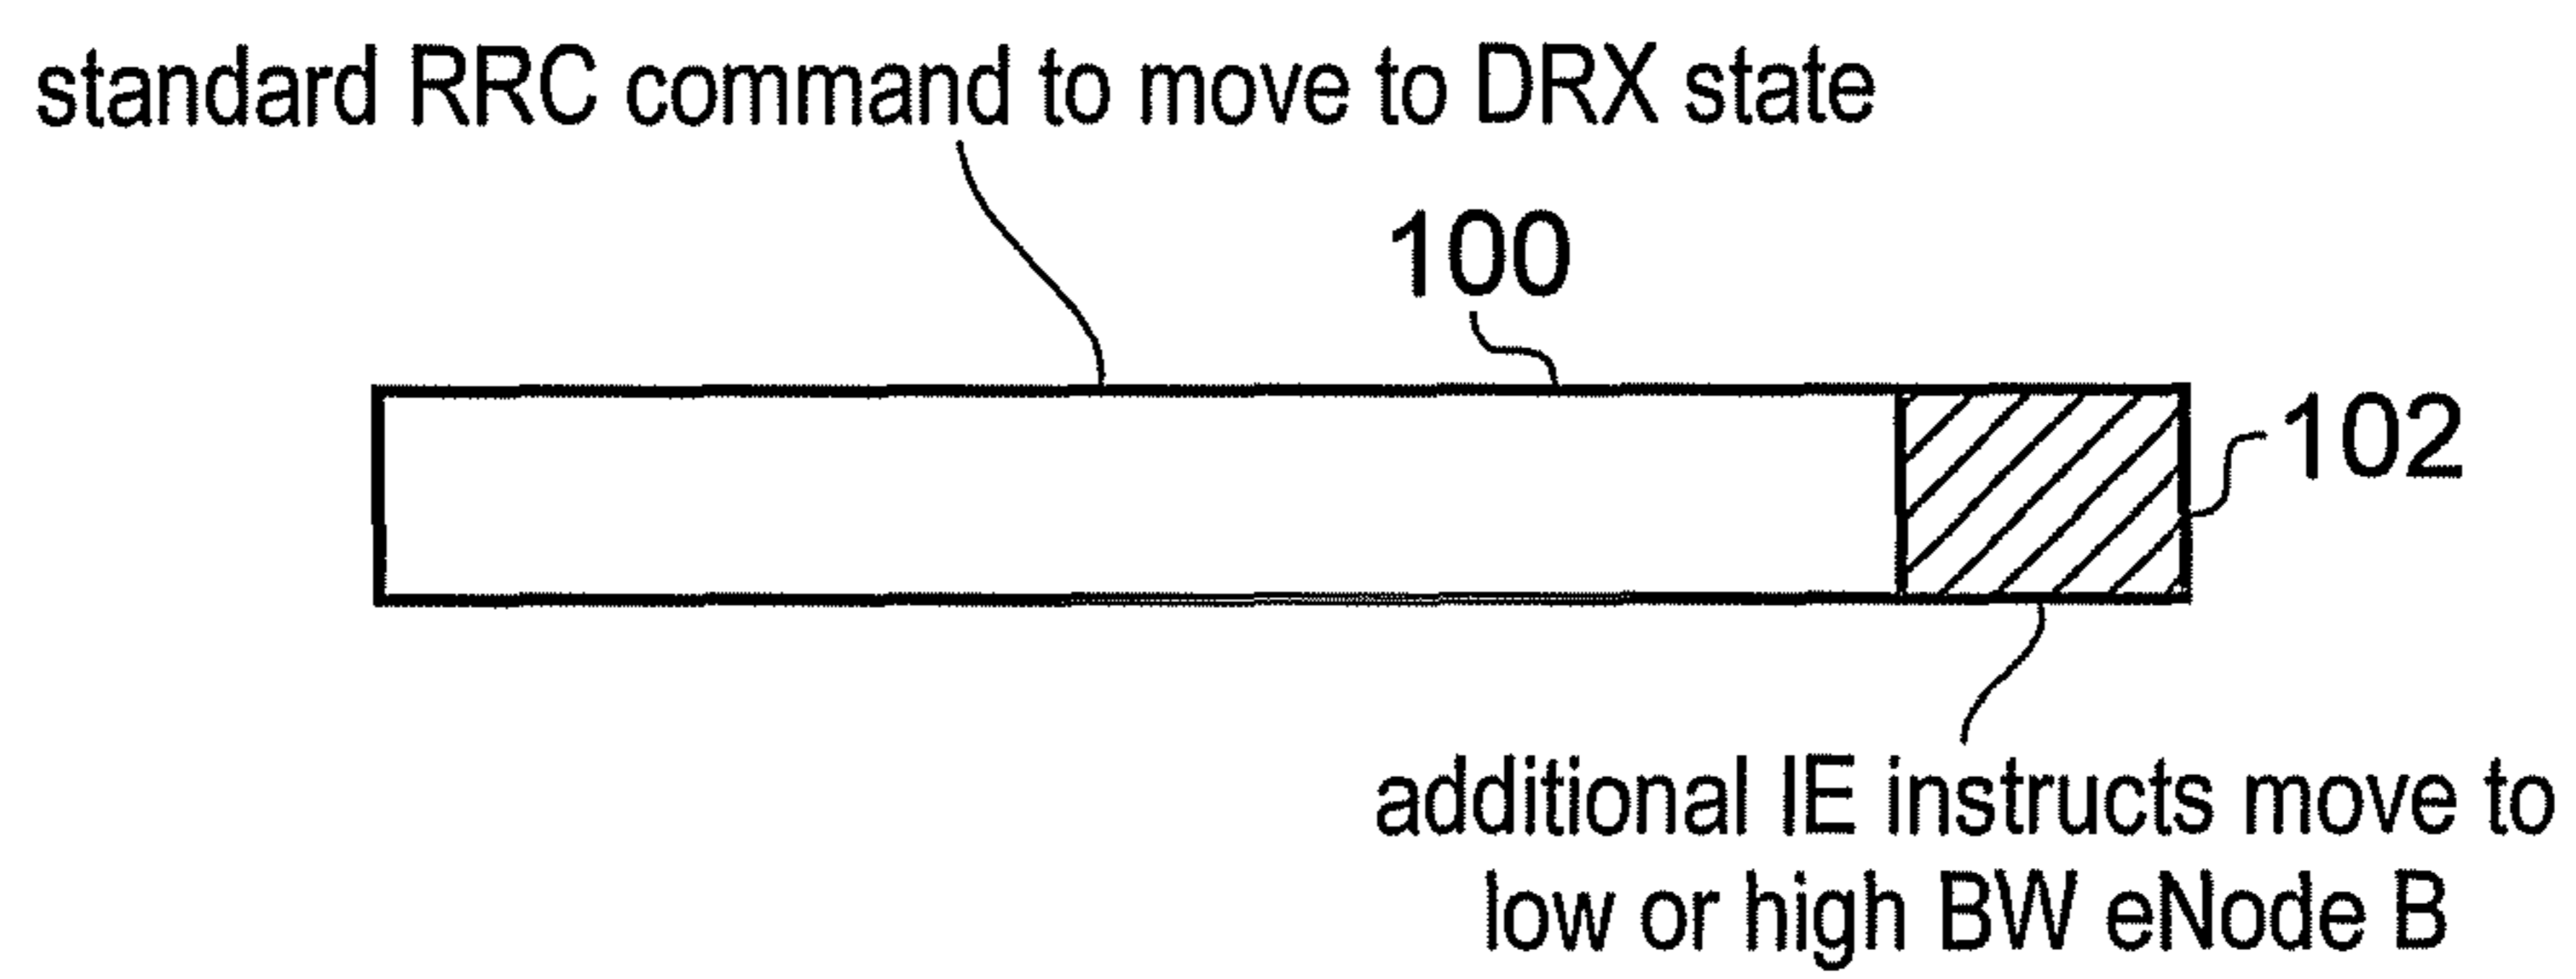 standard RRC command to move to DRX state
100
102
additional IE instructs move to
low or high BW eNode B